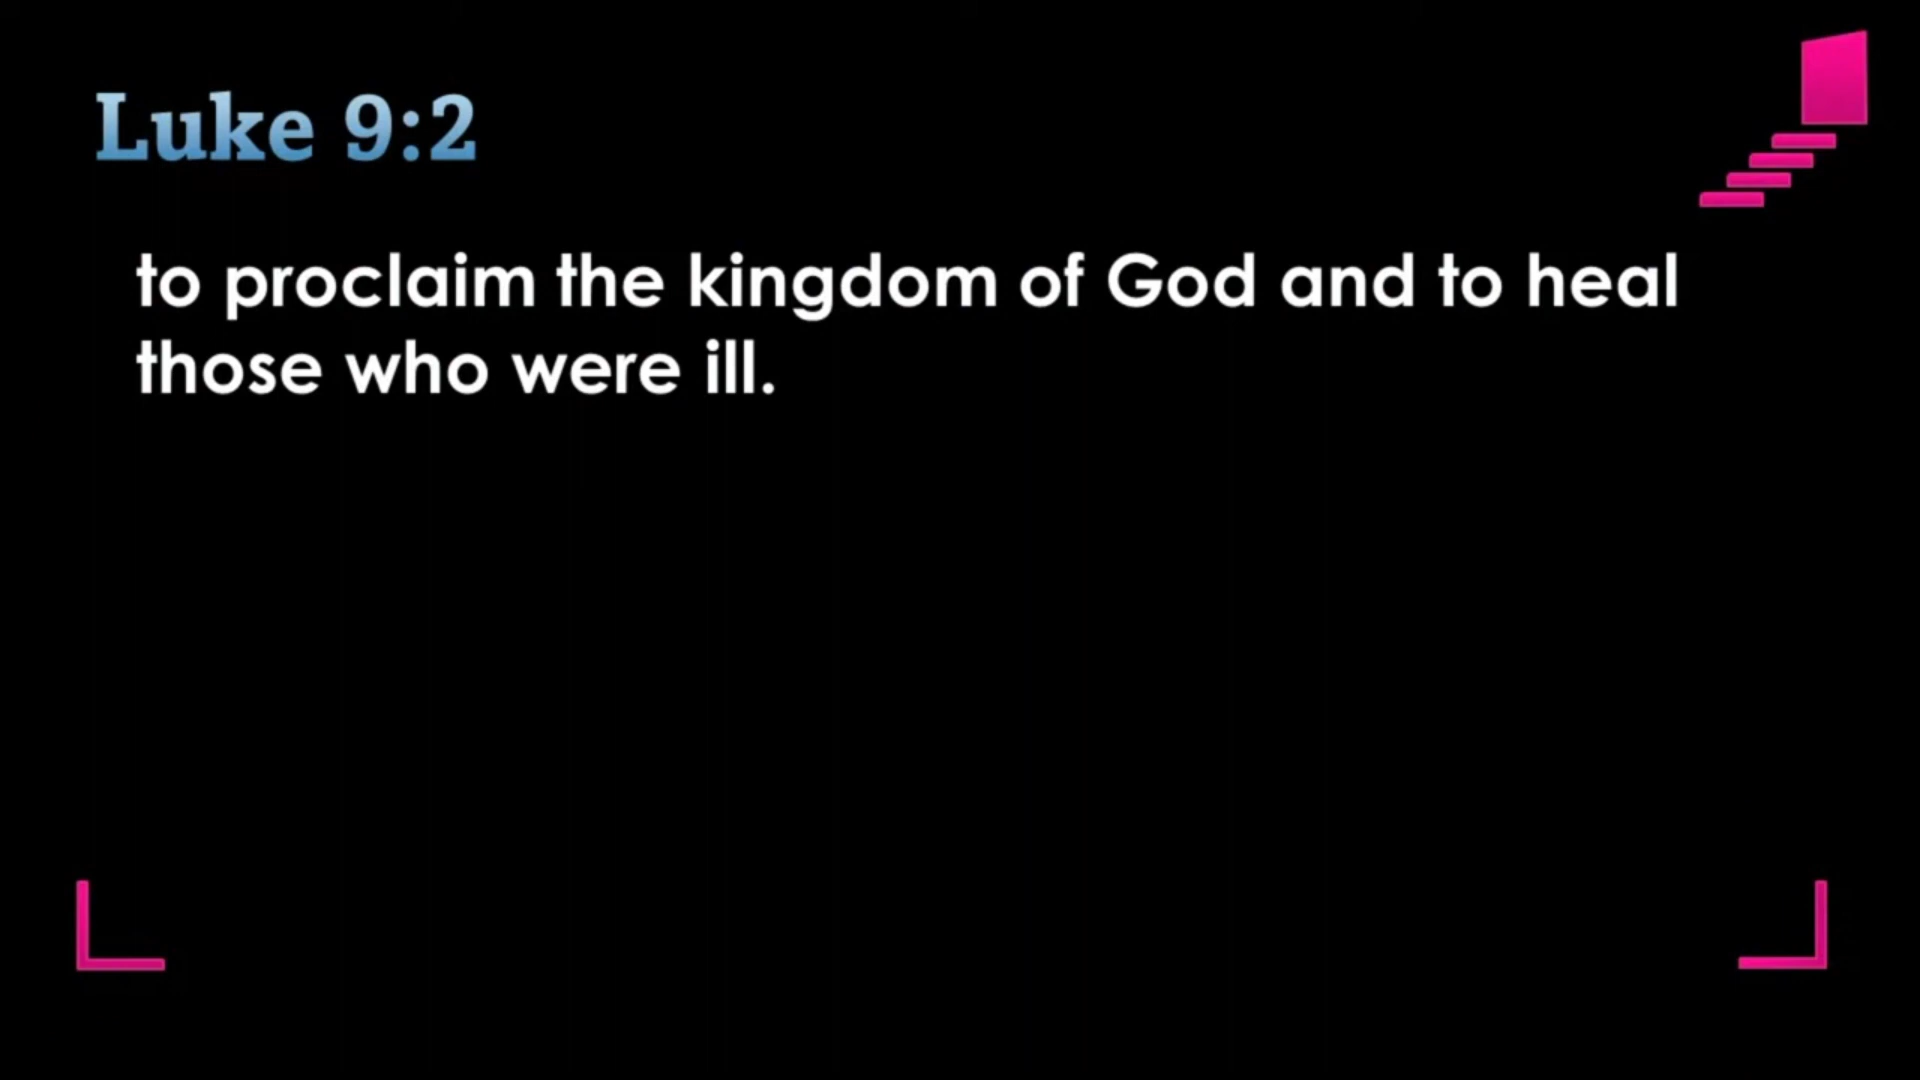 Luke 9:2
to proclaim the kingdom of God and to heal
those who were ill.